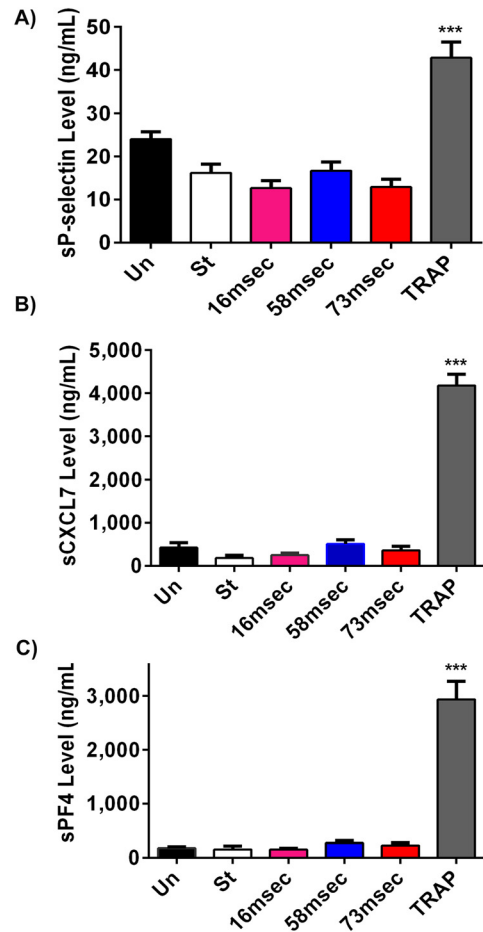 A)
sP-selectin Level (ng/mL)
50
40
30
20
10
0
***
Un
St
16msec
58msec
73msec
TRAP
B)
sCXCL7 Level (ng/mL)
5,000
4,000
3,000
2,000
1,000
0
***
Un
St
16msec
58msec
73msec
TRAP
C)
sPF4 Level (ng/mL
3,000
2,000
1,000
0
***
Un
St
16msec
58msec
73msec
TRAP